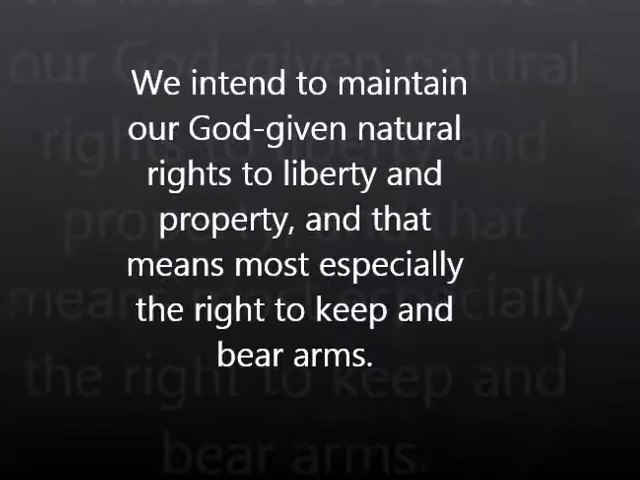 We intend to maintain
our God-given natural
rights to liberty and
property, and that
means most especially
the right to keep and
bear arms.